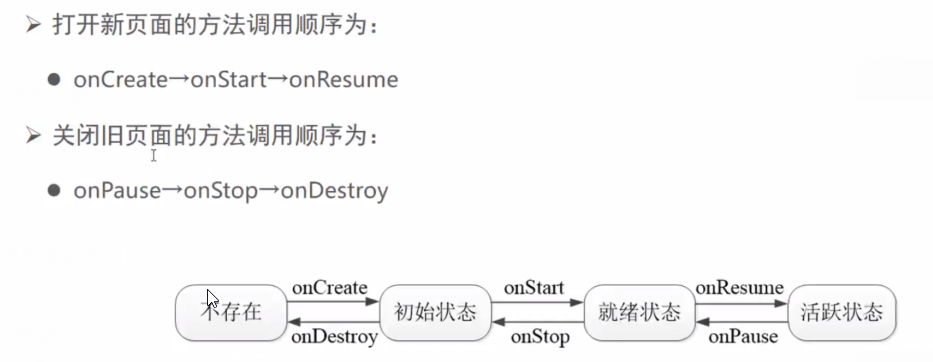 ➢ 打开新页面的方法调用顺序为：
● onCreate→onStart→onResume
➢ 关闭旧页面的方法调用顺序为：
● onPause→onStop→onDestroy
onCreate onStart onResume
不存在 初始状态 就绪状态 活跃状态
onDestroy onStop onPause